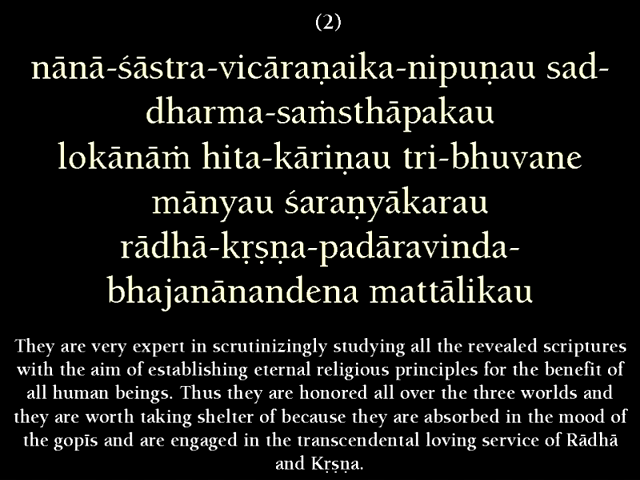 (2)
nānā-śāstra-vicāraṇaika-nipuṇau sad-
dharma-saṁsthāpakau
lokānāṁ hita-kāriṇau tri-bhuvane
mānyau śaraṇyākarau
rādhā-kṛṣṇa-padāravinda-
bhajanānandena mattālikau
They are very expert in scrutinizingly studying all the revealed scriptures
with the aim of establishing eternal religious principles for the benefit of
all human beings. Thus they are honored all over the three worlds and
they are worth taking shelter of because they are absorbed in the mood of
the gopīs and are engaged in the transcendental loving service of Rādhā
and Kṛṣṇa.